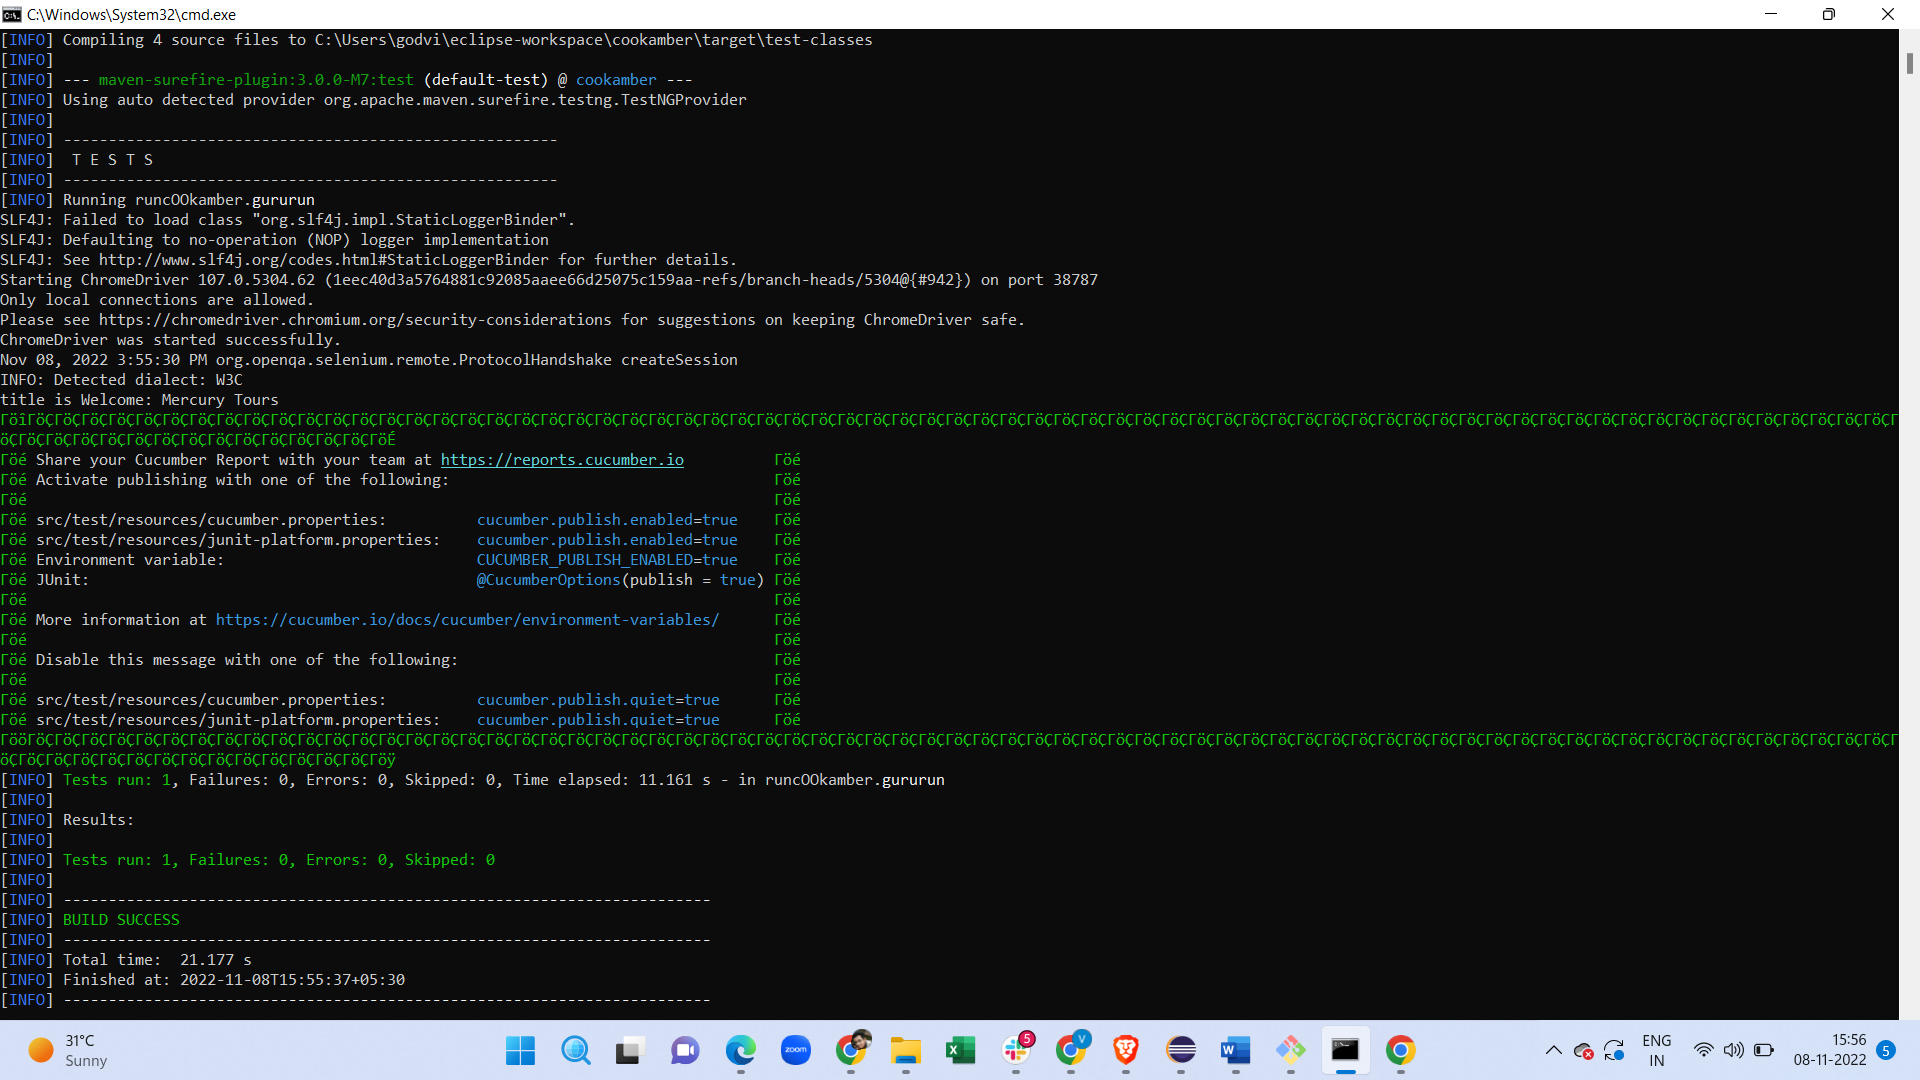 C:\Windows\System32\cmd.exe
[INFO] Compiling 4 source files to C:\Users\godvi\eclipse-workspace\cookamber\target\test-classes
[INFO]
[INFO] --- maven-surefire-plugin:3.0.0-M7:test (default-test) @ cookamber ---
[INFO] Using auto detected provider org.apache.maven.surefire.testng.TestNGProvider
[INFO]
[INFO] -------------------------------------------------------
[INFO]  T E S T S
[INFO] -------------------------------------------------------
[INFO] Running runcOOkamber.gururun
SLF4J: Failed to load class "org.slf4j.impl.StaticLoggerBinder".
SLF4J: Defaulting to no-operation (NOP) logger implementation
SLF4J: See http://www.slf4j.org/codes.html#StaticLoggerBinder for further details.
Starting ChromeDriver 107.0.5304.62 (1eec40d3a5764881c92085aaee66d25075c159aa-refs/branch-heads/5304@{#942}) on port 38787
Only local connections are allowed.
Please see https://chromedriver.chromium.org/security-considerations for suggestions on keeping ChromeDriver safe.
ChromeDriver was started successfully.
Nov 08, 2022 3:55:30 PM org.openqa.selenium.remote.ProtocolHandshake createSession
INFO: Detected dialect: W3C
title is Welcome: Mercury Tours
Γöé Share your Cucumber Report with your team at https://reports.cucumber.io Γöé
Γöé Activate publishing with one of the following: Γöé
Γöé Γöé
Γöé src/test/resources/cucumber.properties: cucumber.publish.enabled=true Γöé
Γöé src/test/resources/junit-platform.properties: cucumber.publish.enabled=true Γöé
Γöé Environment variable: CUCUMBER_PUBLISH_ENABLED=true Γöé
Γöé JUnit: @CucumberOptions(publish = true) Γöé
Γöé Γöé
Γöé More information at https://cucumber.io/docs/cucumber/environment-variables/ Γöé
Γöé Γöé
Γöé Disable this message with one of the following: Γöé
Γöé Γöé
Γöé src/test/resources/cucumber.properties: cucumber.publish.quiet=true Γöé
Γöé src/test/resources/junit-platform.properties: cucumber.publish.quiet=true Γöé
[INFO] Tests run: 1, Failures: 0, Errors: 0, Skipped: 0, Time elapsed: 11.161 s - in runcOOkamber.gururun
[INFO]
[INFO] Results:
[INFO]
[INFO] Tests run: 1, Failures: 0, Errors: 0, Skipped: 0
[INFO]
[INFO] ------------------------------------------------------------------------
[INFO] BUILD SUCCESS
[INFO] ------------------------------------------------------------------------
[INFO] Total time:  21.177 s
[INFO] Finished at: 2022-11-08T15:55:37+05:30
[INFO] ------------------------------------------------------------------------
31°C
Sunny
zoom
5
V
ENG
IN
15:56
08-11-2022
5